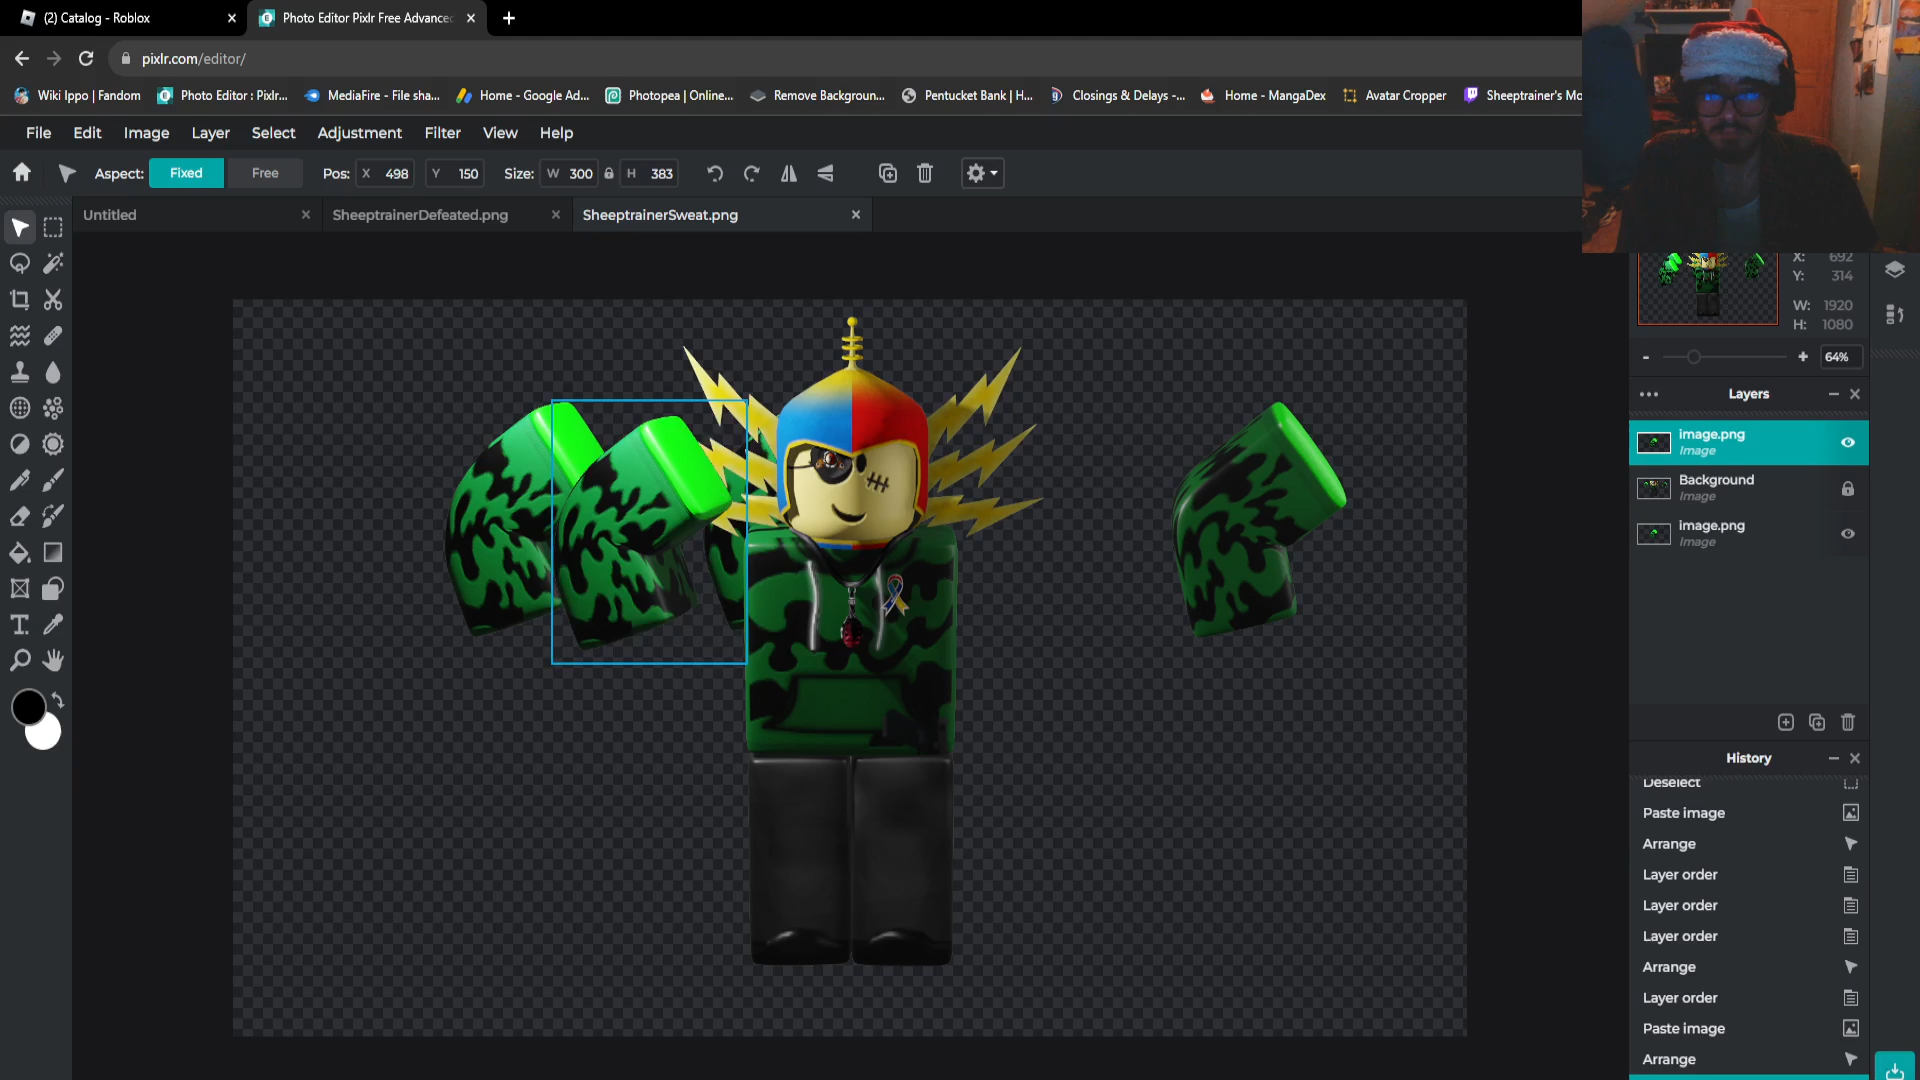 (2) Catalog - Roblox
Photo Editor Pixlr Free Advance
pixlr.com/editor/
Wiki Ippo | Fandom
Photo Editor : Pixlr...
MediaFire - File sha...
Home - Google Ad...
Photopea | Online...
Remove Backgroun...
Pentucket Bank | H...
Closings & Delays -...
Home - MangaDex
Avatar Cropper
Sheeptrainer's Mo
File Edit Image Layer Select Adjustment Filter View Help
Aspect: Fixed Free Pos: X 498 Y 150 Size: W 300 H 383
Untitled
SheeptrainerDefeated.png
SheeptrainerSweat.png
X: 692
Y: 314
W: 1920
H: 1080
64%
Layers
image.png
Image
Background
Image
image.png
Image
History
Deselect
Paste image
Arrange
Layer order
Layer order
Layer order
Arrange
Layer order
Paste image
Arrange